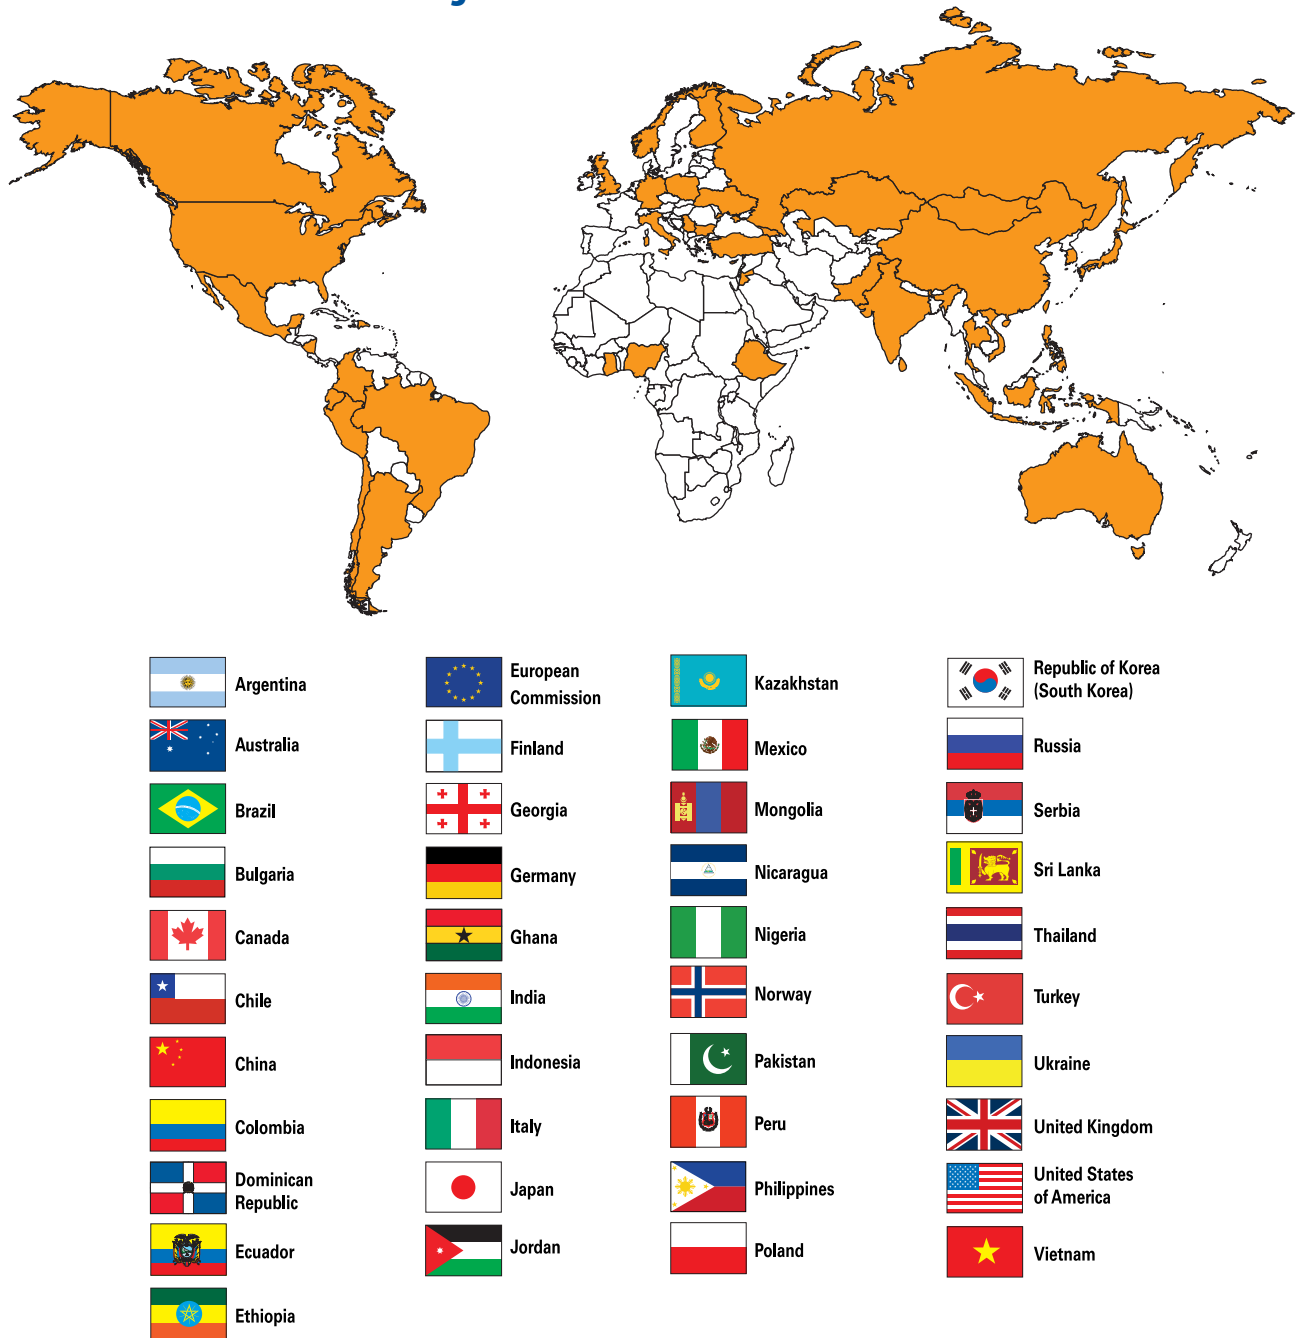 Argentina
Australia
Brazil
Bulgaria
Canada
Chile
China
Colombia
Dominican
Republic
Ecuador
Ethiopia
European
Commission
Finland
Georgia
Germany
Ghana
India
Indonesia
Italy
Japan
Jordan
Kazakhstan
Mexico
Mongolia
Nicaragua
Nigeria
Norway
Pakistan
Peru
Philippines
Poland
Republic of Korea
(South Korea)
Russia
Serbia
Sri Lanka
Thailand
Turkey
Ukraine
United Kingdom
United States
of America
Vietnam